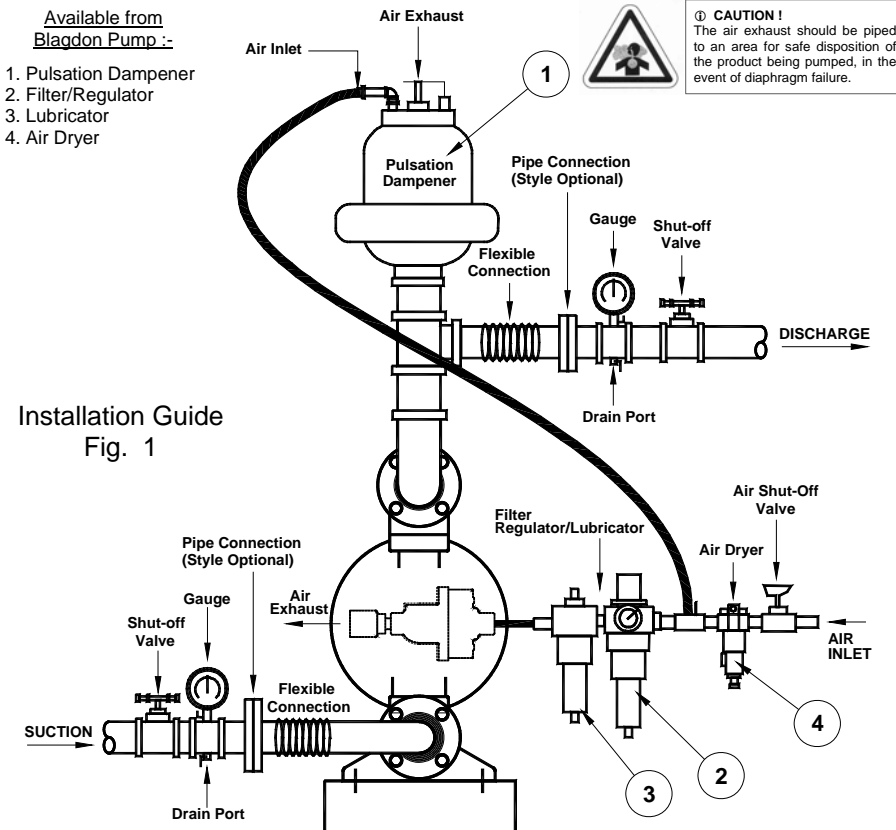 Available from
Blagdon Pump :-
1. Pulsation Dampener
2. Filter/Regulator
3. Lubricator
4. Air Dryer
Air Exhaust
Air Inlet
1
CAUTION !
The air exhaust should be piped
to an area for safe disposition of
the product being pumped, in the
event of diaphragm failure.
Pulsation
Dampener
Pipe Connection
(Style Optional)
Gauge
Shut-off
Valve
Flexible
Connection
DISCHARGE
Drain Port
Installation Guide
Fig. 1
Air Shut-Off
Valve
Filter
Regulator/Lubricator
Air Dryer
Pipe Connection
(Style Optional)
Air
Exhaust
Gauge
Shut-off
Valve
AIR
INLET
Flexible
Connection
SUCTION
4
2
3
Drain Port